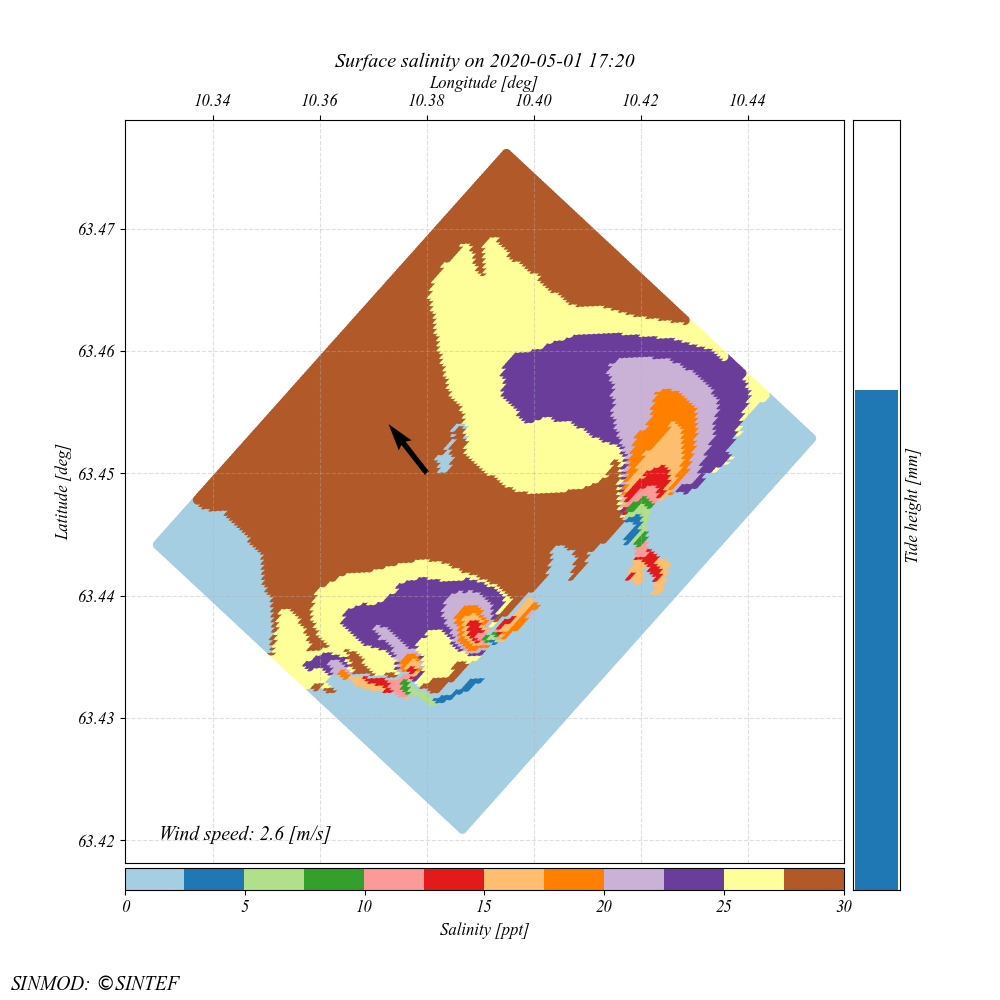 Surface salinity on 2020-05-01 17:20
Longitude [deg]
10.34 10.36 10.38 10.40 10.42 10.44
63.47
63.46
63.45
63.44
63.43
63.42
Latitude [deg]
Tide height [mm]
Wind speed: 2.6 [m/s]
0 5 10 15 20 25 30
Salinity [ppt]
SINMOD: ©SINTEF